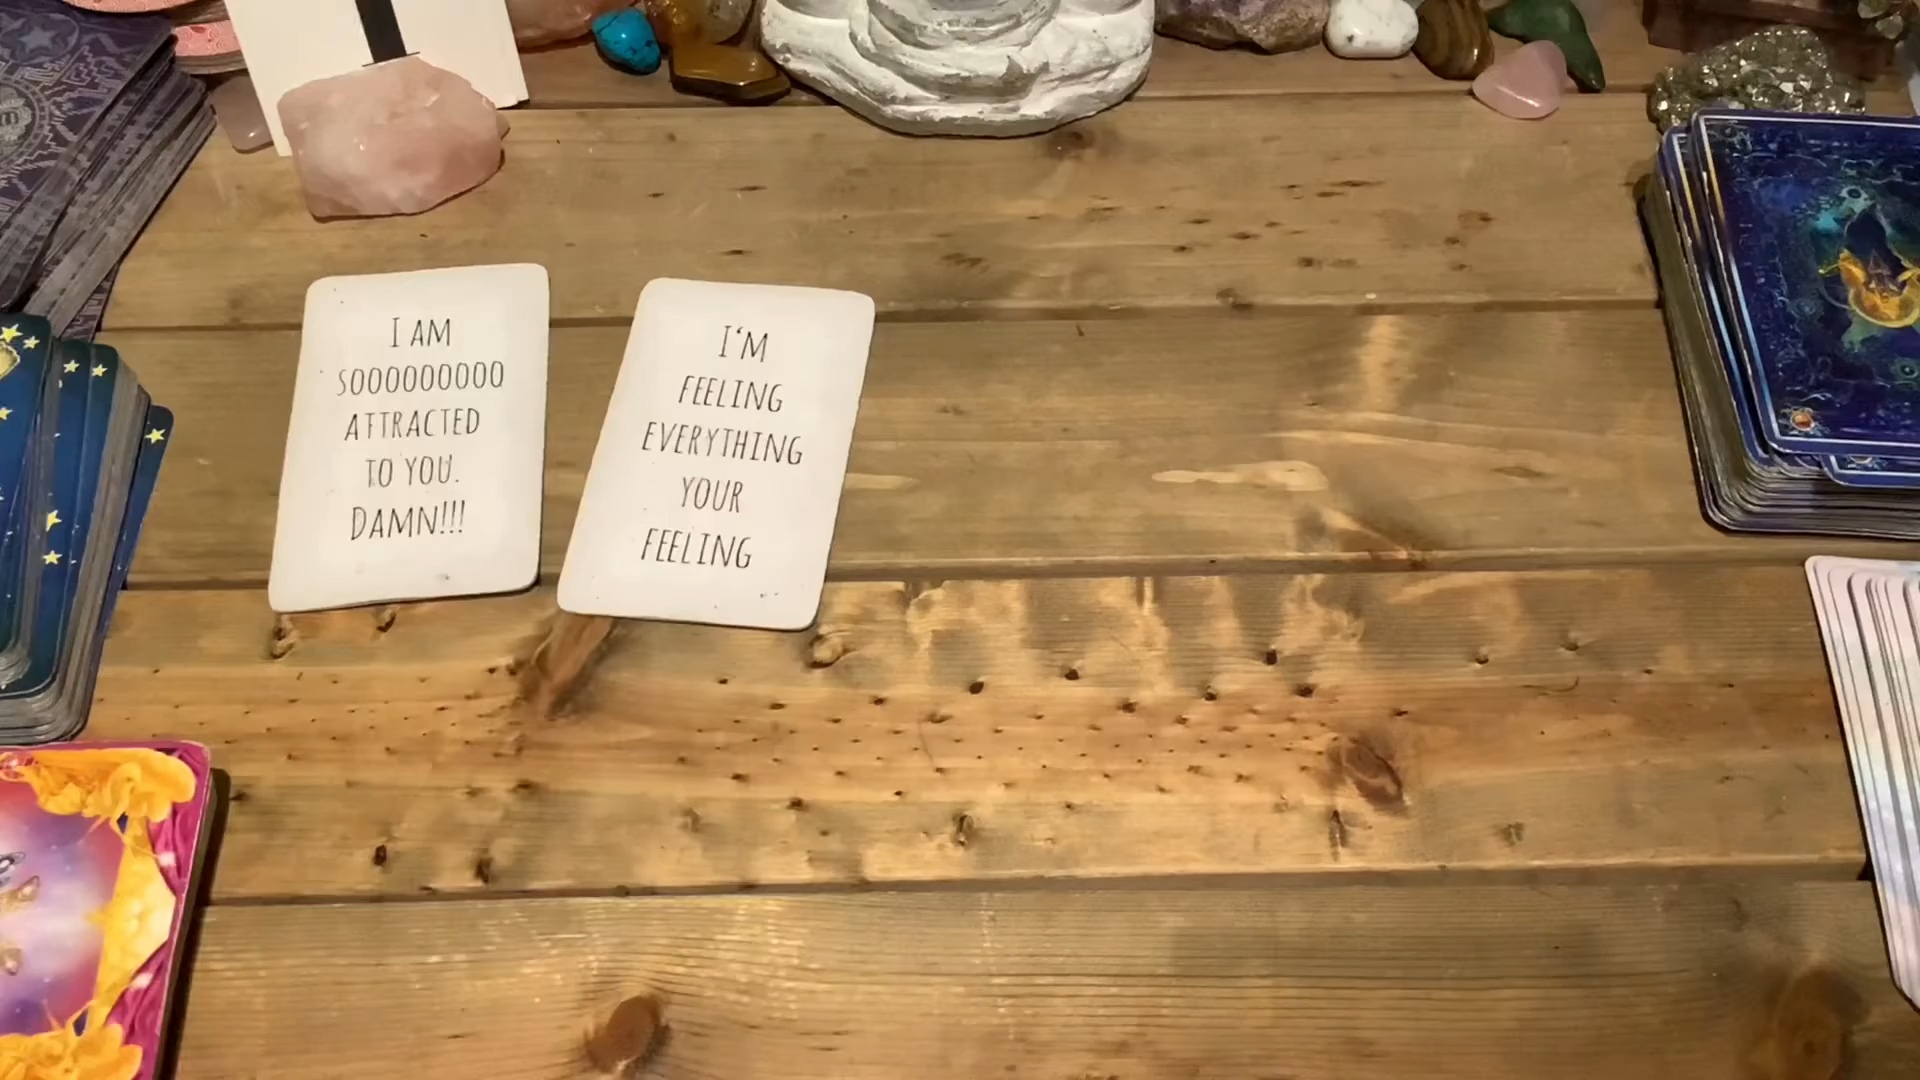 I AM
SOOOOOOOOO
ATTRACTED
TO YOU.
DAMN!!!
I'M
FEELING
EVERYTHING
YOUR
FEELING